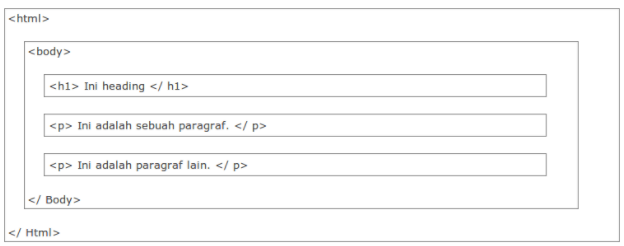 <html>
<body>
<h1> Ini heading </ h1>
<p> Ini adalah sebuah paragraf. </ p>
<p> Ini adalah paragraf lain. </ p>
</ Body>
</ Html>